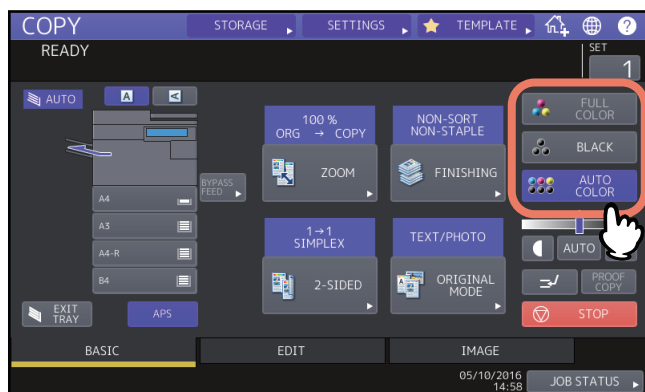 COPY
STORAGE
SETTINGS
TEMPLATE
?
READY
SET
1
AUTO
A
A
100 %
ORG → COPY
NON-SORT
NON-STAPLE
FULL
COLOR
ZOOM
FINISHING
BLACK
BYPASS
FEED
AUTO
COLOR
A4
A3
A4-R
B4
1→1
SIMPLEX
TEXT/PHOTO
AUTO
2-SIDED
ORIGINAL
MODE
PROOF
COPY
EXIT
TRAY
APS
STOP
BASIC
EDIT
IMAGE
05/10/2016
14:58
JOB STATUS